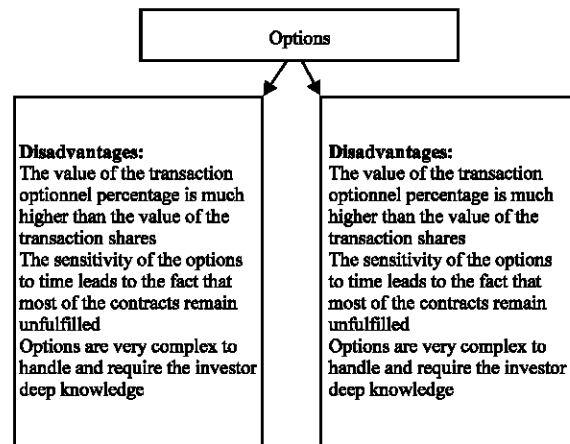 Options
Disadvantages:
The value of the transaction
optionnel percentage is much
higher than the value of the
transaction shares
The sensitivity of the options
to time leads to the fact that
most of the contracts remain
unfulfilled
Options are very complex to
handle and require the investor
deep knowledge
Disadvantages:
The value of the transaction
optionnel percentage is much
higher than the value of the
transaction shares
The sensitivity of the options
to time leads to the fact that
most of the contracts remain
unfulfilled
Options are very complex to
handle and require the investor
deep knowledge